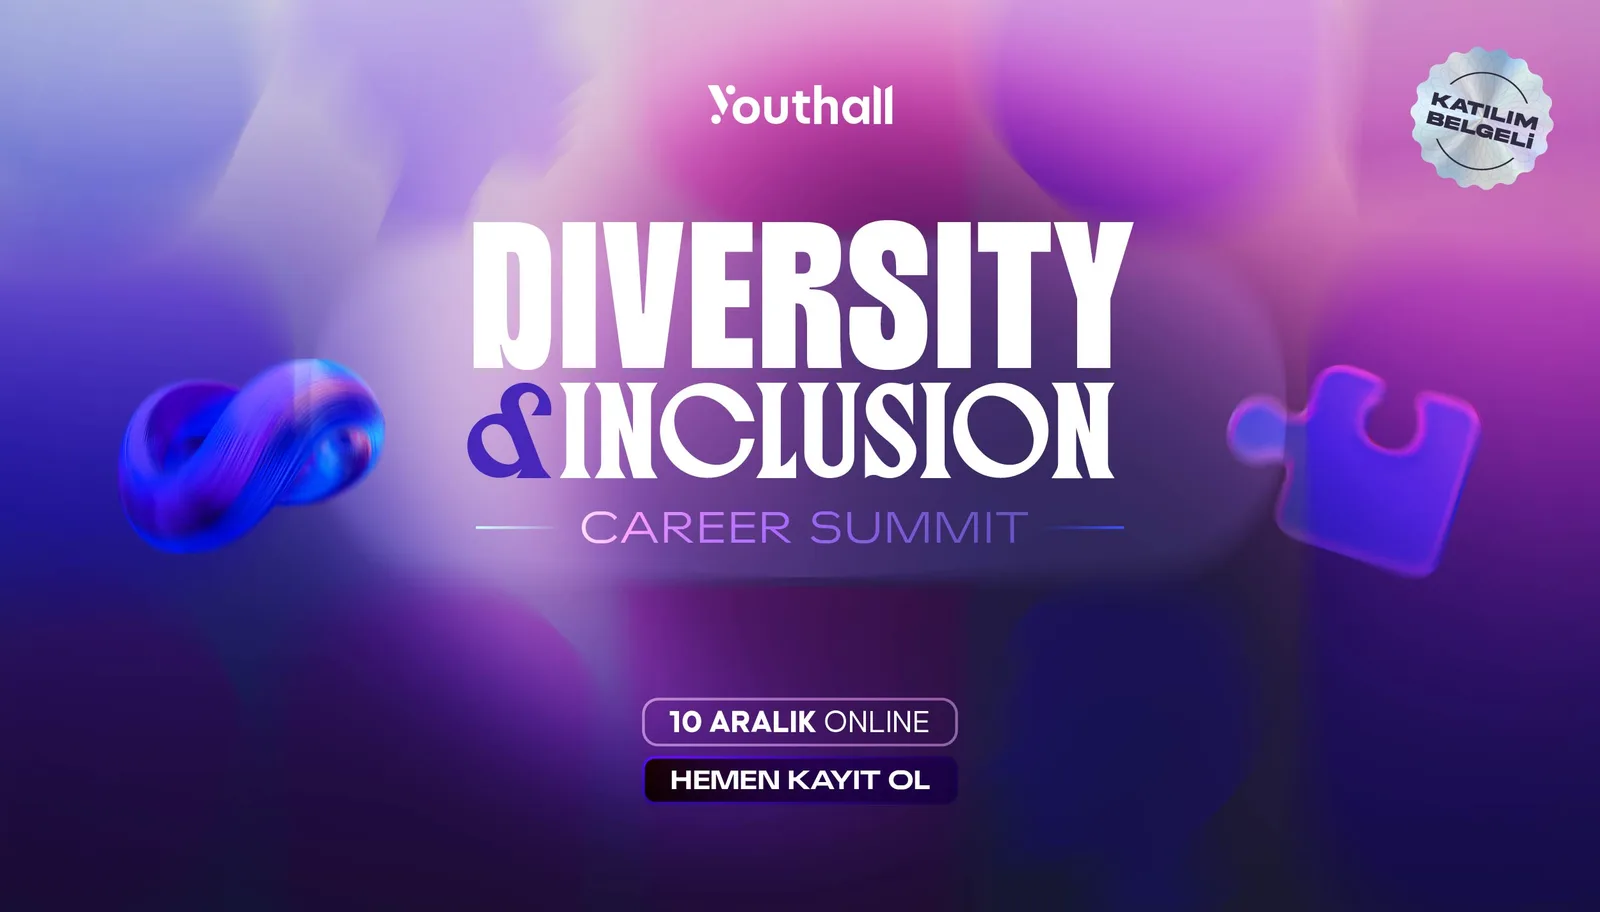 Youthall
KATILIM
BELGELİ
DIVERSITY
& INCLUSION
CAREER SUMMIT
10 ARALIK ONLINE
HEMEN KAYIT OL